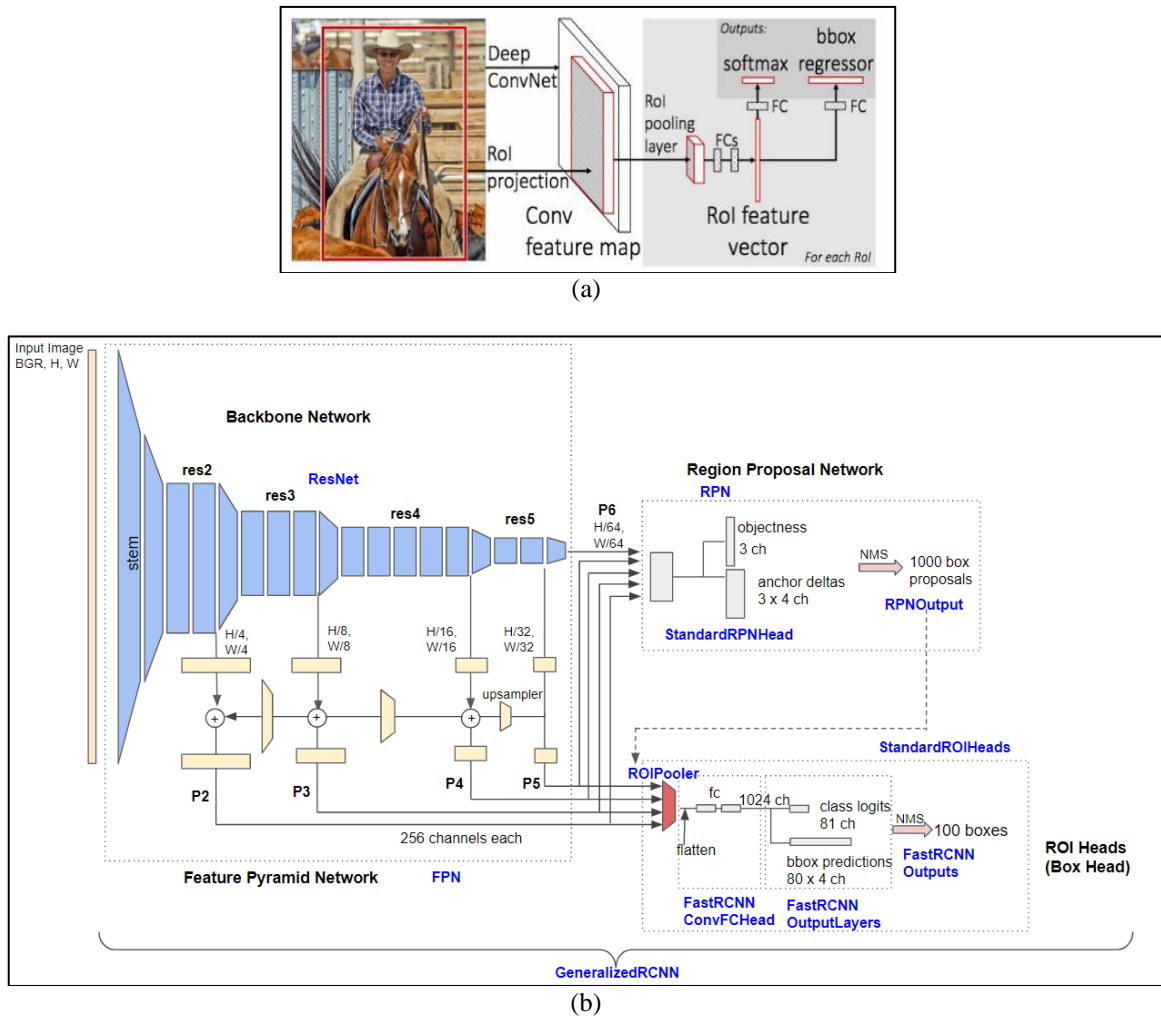 Outputs:
bbox
softmax
regressor
Deep
ConvNet
FC
FC
RoI
pooling
layer
FCs
RoI
projection
Conv
feature map
RoI feature
vector
For each RoI
(a)
Input Image
BGR, H, W
Backbone Network
ResNet
stem
res2
res3
res4
res5
P6
H/64,
W/64
Region Proposal Network
RPN
objectness
3 ch
anchor deltas
3 x 4 ch
StandardRPNHead
NMS
1000 box
proposals
RPNOutput
H/4,
W/4
H/8,
W/8
H/16,
W/16
H/32,
W/32
upsampler
+
+
+
P2
P3
P4
P5
256 channels each
Feature Pyramid Network
FPN
StandardROIHeads
ROIPooler
fc
1024 ch
flatten
class logits
81 ch
bbox predictions
80 x 4 ch
NMS
100 boxes
FastRCNN
Outputs
ROI Heads
(Box Head)
FastRCNN
ConvFCHead
FastRCNN
OutputLayers
GeneralizedRCNN
(b)